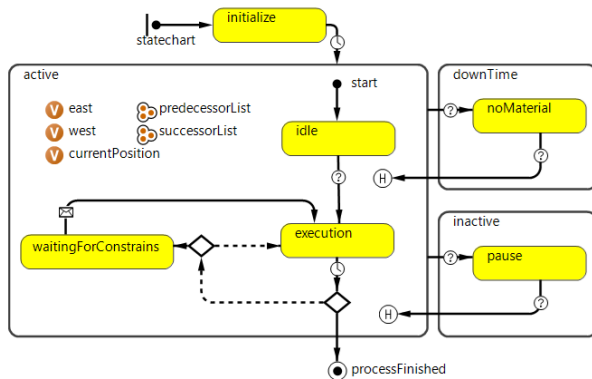 initialize
statechart
active
start
downTime
V east
predecessorList
? noMaterial
V west
successorList
idle
V currentPosition
?
H
?
inactive
execution
waitingForConstrains
? pause
H
?
processFinished